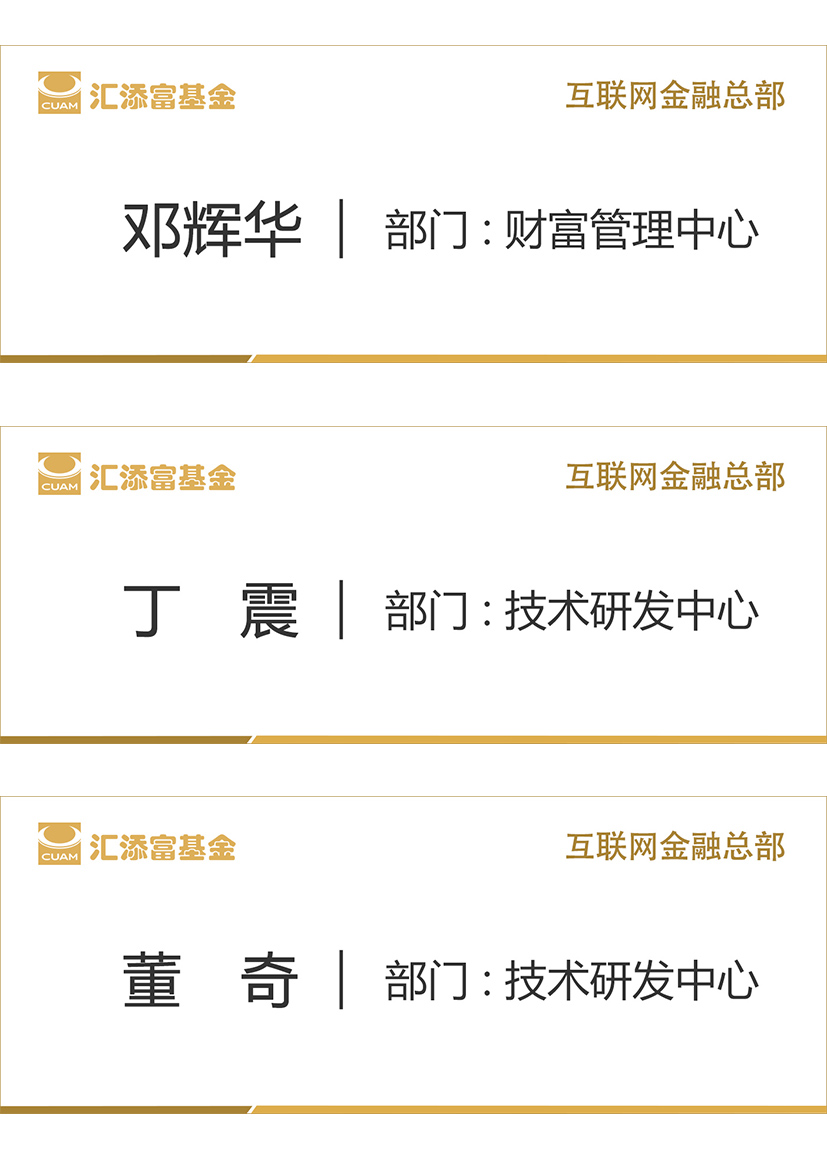 CUAM 汇添富基金 互联网金融总部
邓辉华 部门:财富管理中心
CUAM 汇添富基金 互联网金融总部
丁 震 部门:技术研发中心
CUAM 汇添富基金 互联网金融总部
董 奇 部门:技术研发中心